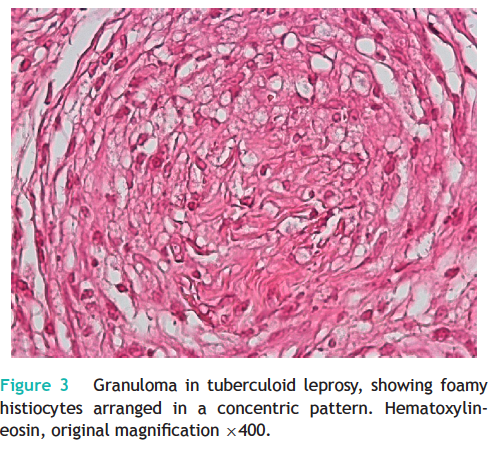 Figure 3 Granuloma in tuberculoid leprosy, showing foamy
histiocytes arranged in a concentric pattern. Hematoxylin-
eosin, original magnification ×400.